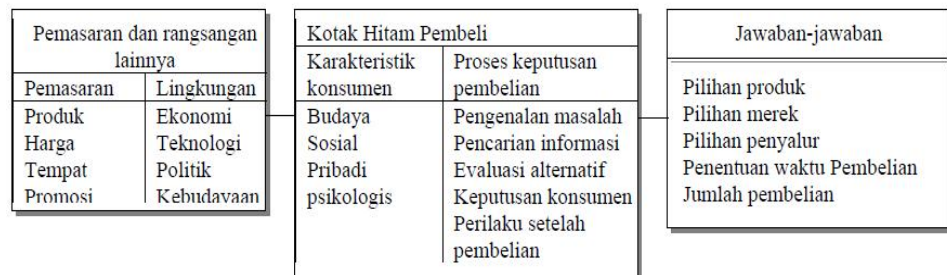 Pemasaran dan rangsangan
lainnya
Pemasaran
Lingkungan
Produk
Harga
Tempat
Promosi
Ekonomi
Teknologi
Politik
Kebudayaan
Kotak Hitam Pembeli
Karakteristik
konsumen
Proses keputusan
pembelian
Budaya
Sosial
Pribadi
psikologis
Pengenalan masalah
Pencarian informasi
Evaluasi alternatif
Keputusan konsumen
Perilaku setelah
pembelian
Jawaban-jawaban
Pilihan produk
Pilihan merek
Pilihan penyalur
Penentuan waktu Pembelian
Jumlah pembelian